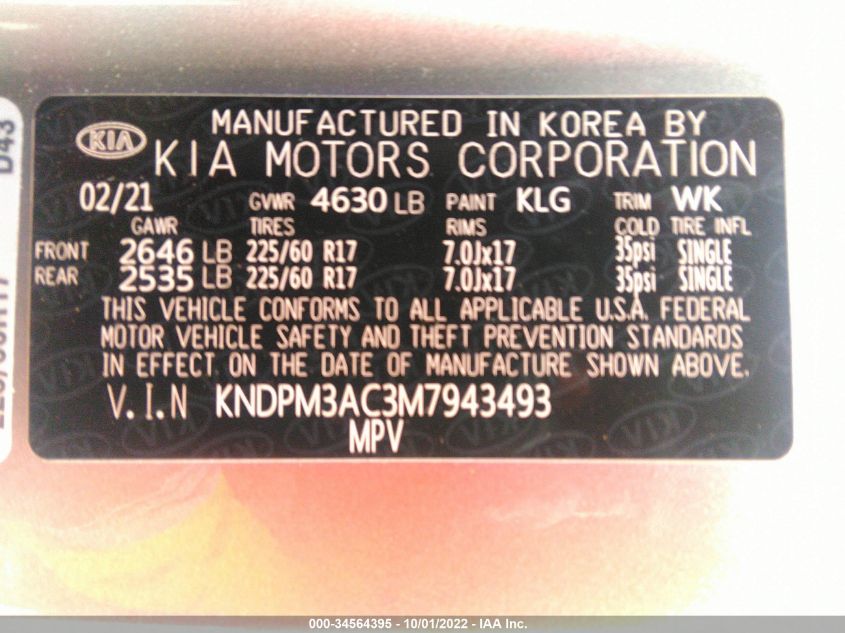 MANUFACTURED IN KOREA BY
KIA KIA MOTORS CORPORATION
02/21 GVWR 4630 LB PAINT KLG TRIM WK
GAWR TIRES RIMS COLD TIRE INFL
FRONT 2646 LB 225/60 R17 7.0Jx17 35psi SINGLE
REAR 2535 LB 225/60 R17 7.0Jx17 35psi SINGLE
THIS VEHICLE CONFORMS TO ALL APPLICABLE U.S.A. FEDERAL
MOTOR VEHICLE SAFETY AND THEFT PREVENTION STANDARDS
IN EFFECT ON THE DATE OF MANUFACTURE SHOWN ABOVE.
V.I.N KNDPM3AC3M7943493
MPV
D43
000-34564395 - 10/01/2022 - IAA Inc.